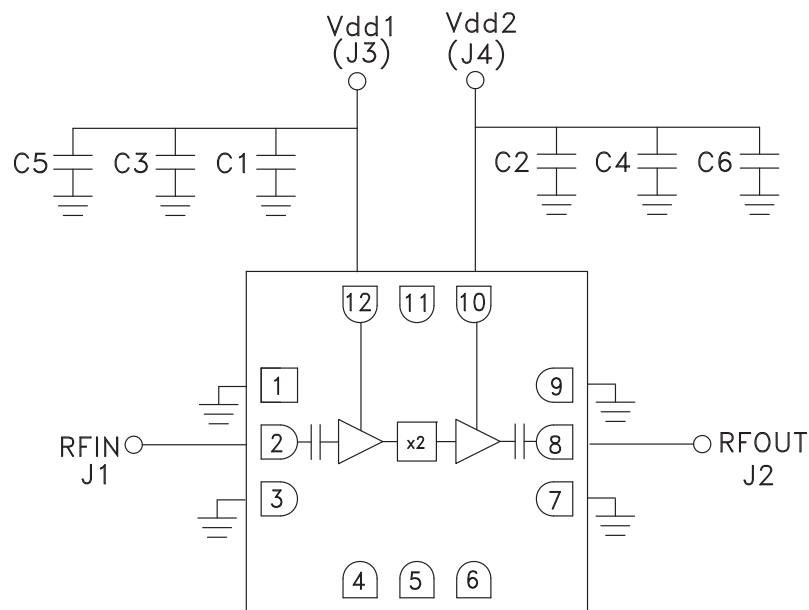 Vdd1 Vdd2
(J3) (J4)
C5 C3 C1 C2 C4 C6
12 11 10
1 9
RFIN 2 x2 8 RFOUT
J1 J2
3 7
4 5 6